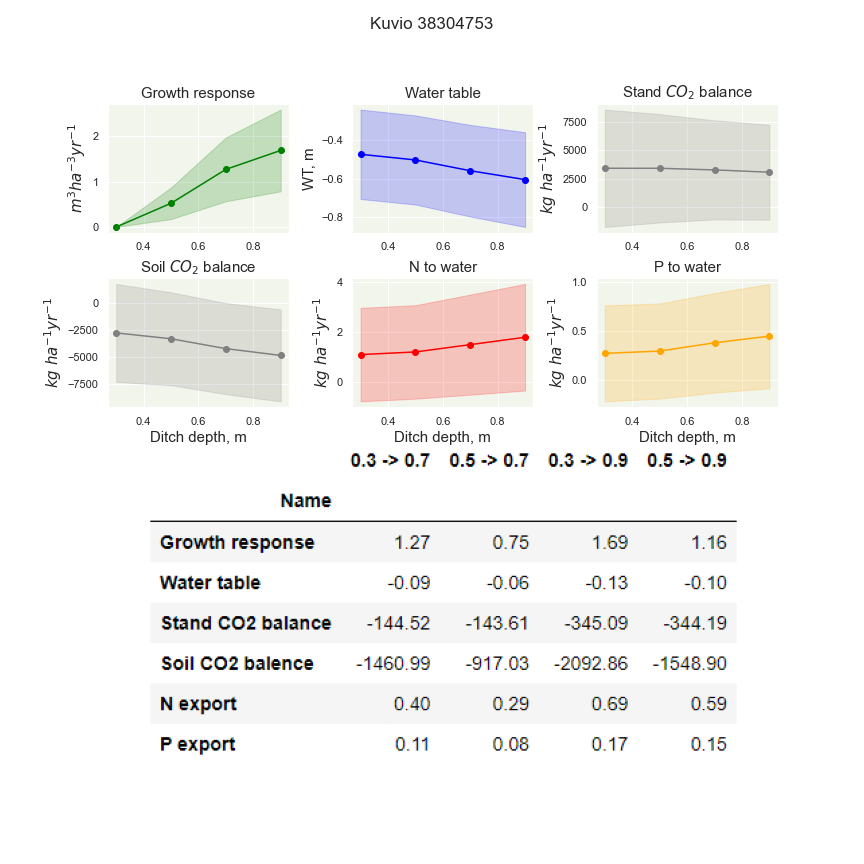 Kuvio 38304753
Growth response
Water table
Stand CO2 balance
m³ha⁻³yr⁻¹
2
1
0
0.4 0.6 0.8
WT, m
−0.4
−0.6
−0.8
0.4 0.6 0.8
kg ha⁻¹yr⁻¹
7500
5000
2500
0
0.4 0.6 0.8
Soil CO₂ balance
N to water
P to water
kg ha⁻¹yr⁻¹
0
−2500
−5000
−7500
0.4 0.6 0.8
Ditch depth, m
kg ha⁻¹yr⁻¹
4
2
0
0.4 0.6 0.8
Ditch depth, m
kg ha⁻¹yr⁻¹
1.0
0.5
0.0
0.4 0.6 0.8
Ditch depth, m
0.3 -> 0.7 0.5 -> 0.7 0.3 -> 0.9 0.5 -> 0.9
Name
Growth response 1.27 0.75 1.69 1.16
Water table -0.09 -0.06 -0.13 -0.10
Stand CO2 balance -144.52 -143.61 -345.09 -344.19
Soil CO2 balence -1460.99 -917.03 -2092.86 -1548.90
N export 0.40 0.29 0.69 0.59
P export 0.11 0.08 0.17 0.15